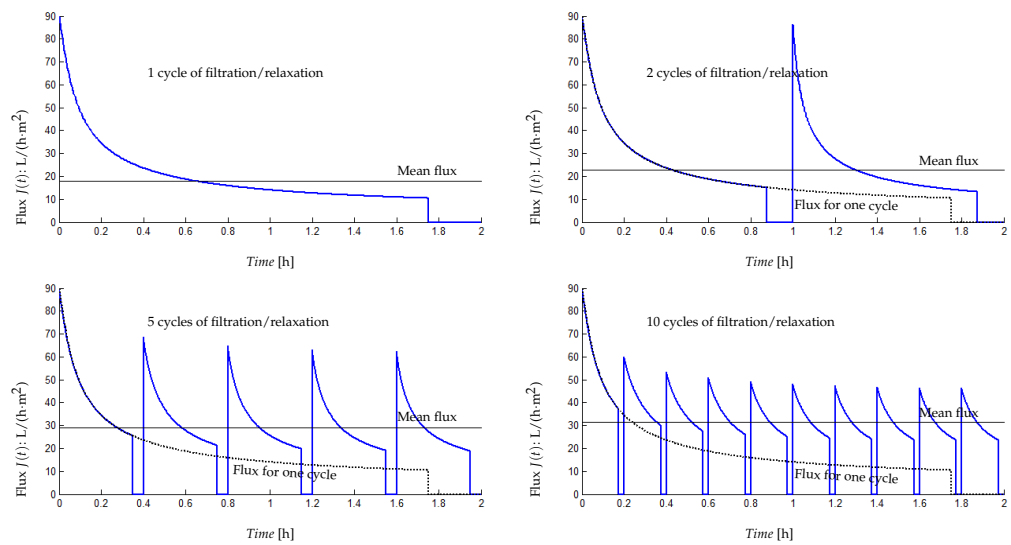 90
80
70
60
50
40
30
20
10
0
Flux J(t): L/(h·m²)
1 cycle of filtration/relaxation
Mean flux
0 0.2 0.4 0.6 0.8 1 1.2 1.4 1.6 1.8 2
Time [h]
90
80
70
60
50
40
30
20
10
0
Flux J(t): L/(h·m²)
2 cycles of filtration/relaxation
Mean flux
Flux for one cycle
0 0.2 0.4 0.6 0.8 1 1.2 1.4 1.6 1.8 2
Time [h]
90
80
70
60
50
40
30
20
10
0
Flux J(t): L/(h·m²)
5 cycles of filtration/relaxation
Mean flux
Flux for one cycle
0 0.2 0.4 0.6 0.8 1 1.2 1.4 1.6 1.8 2
Time [h]
90
80
70
60
50
40
30
20
10
0
Flux J(t): L/(h·m²)
10 cycles of filtration/relaxation
Mean flux
Flux for one cycle
0 0.2 0.4 0.6 0.8 1 1.2 1.4 1.6 1.8 2
Time [h]